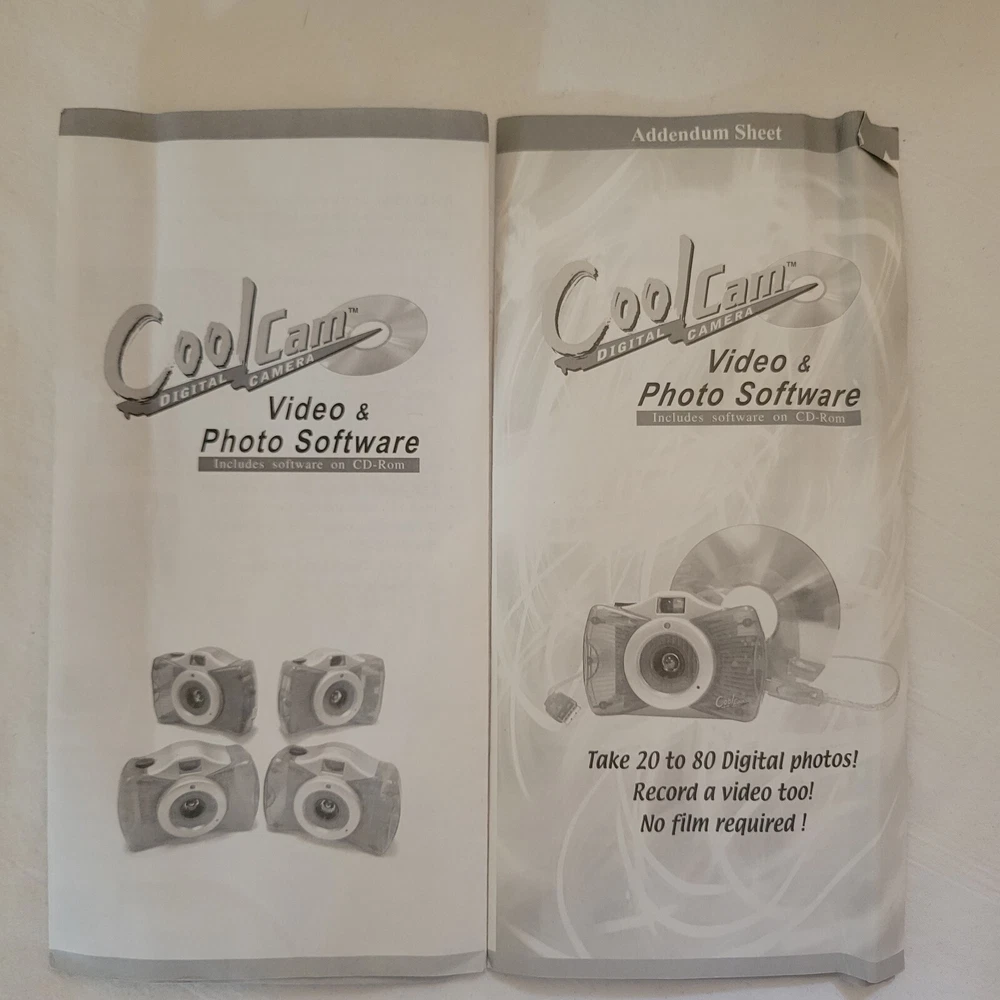 CoolCam™
DIGITAL CAMERA
Video &
Photo Software
Includes software on CD-Rom
Addendum Sheet
CoolCam™
DIGITAL CAMERA
Video &
Photo Software
Includes software on CD-Rom
CoolCam
Take 20 to 80 Digital photos!
Record a video too!
No film required !